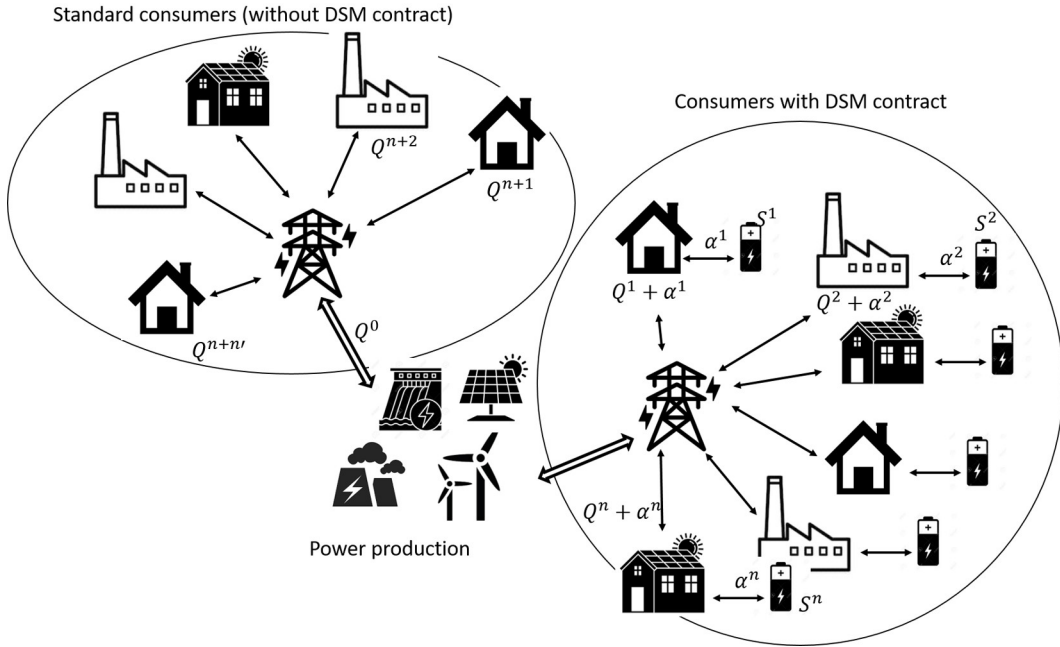 Standard consumers (without DSM contract)
Q^{n+2}
Q^{n+1}
Q^{n+n′}
Q^0
Power production
Consumers with DSM contract
S^1
α^1
Q^1 + α^1
S^2
α^2
Q^2 + α^2
Q^n + α^n
α^n
S^n